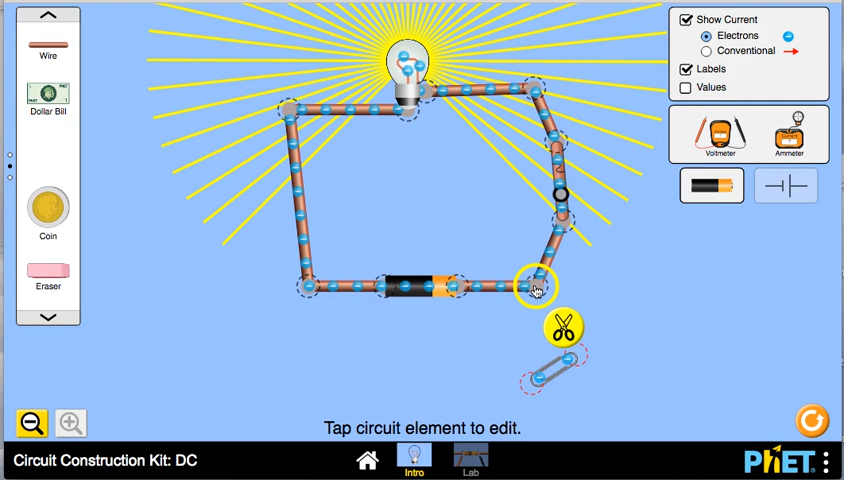 Wire
Dollar Bill
Coin
Eraser
Show Current
Electrons
Conventional
Labels
Values
Voltmeter
Ammeter
Tap circuit element to edit.
Circuit Construction Kit: DC
Intro
Lab
PhET